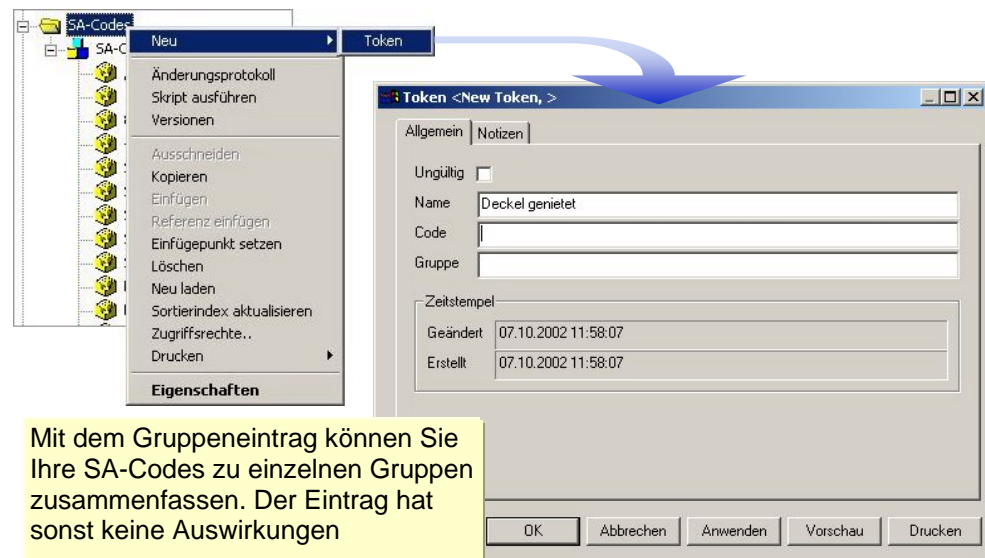 SA-Codes
SA-C
Neu
Token
Änderungsprotokoll
Skript ausführen
Versionen
Ausschneiden
Kopieren
Einfügen
Referenz einfügen
Einfügepunkt setzen
Löschen
Neu laden
Sortierindex aktualisieren
Zugriffsrechte..
Drucken
Eigenschaften
Token <New Token, >
Allgemein Notizen
Ungültig
Name Deckel genietet
Code
Gruppe
Zeitstempel
Geändert 07.10.2002 11:58:07
Erstellt 07.10.2002 11:58:07
Mit dem Gruppeneintrag können Sie
Ihre SA-Codes zu einzelnen Gruppen
zusammenfassen. Der Eintrag hat
sonst keine Auswirkungen
OK Abbrechen Anwenden Vorschau Drucken